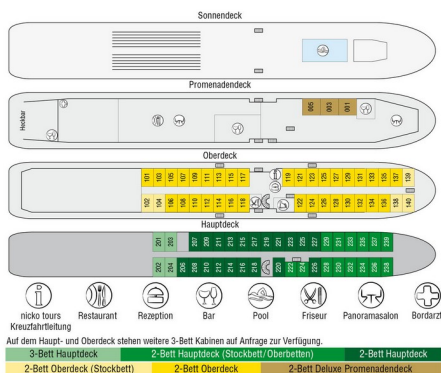 Sonnendeck
Promenadendeck
Heckbar
005 003 001
Oberdeck
101 103 105 107 109 111 113 115 117 119 121 123 125 127 129 131 133 135 137 139
102 104 106 108 110 112 114 116 118 122 124 126 128 130 132 134 136 138 140
Hauptdeck
201 203 207 209 211 213 215 217 219 221 223 225 227 229 231 233 235 237 239
202 204 206 208 210 212 214 216 218 220 222 224 226 228 230 232 234 236 238
nicko tours
Kreuzfahrtleitung
Restaurant
Rezeption
Bar
Pool
Friseur
Panoramasalon
Bordarzt
Auf dem Haupt- und Oberdeck stehen weitere 3-Bett Kabinen auf Anfrage zur Verfügung.
3-Bett Hauptdeck 2-Bett Hauptdeck (Stockbett/Oberbetten) 2-Bett Hauptdeck
2-Bett Oberdeck (Stockbett) 2-Bett Oberdeck 2-Bett Deluxe Promenadendeck